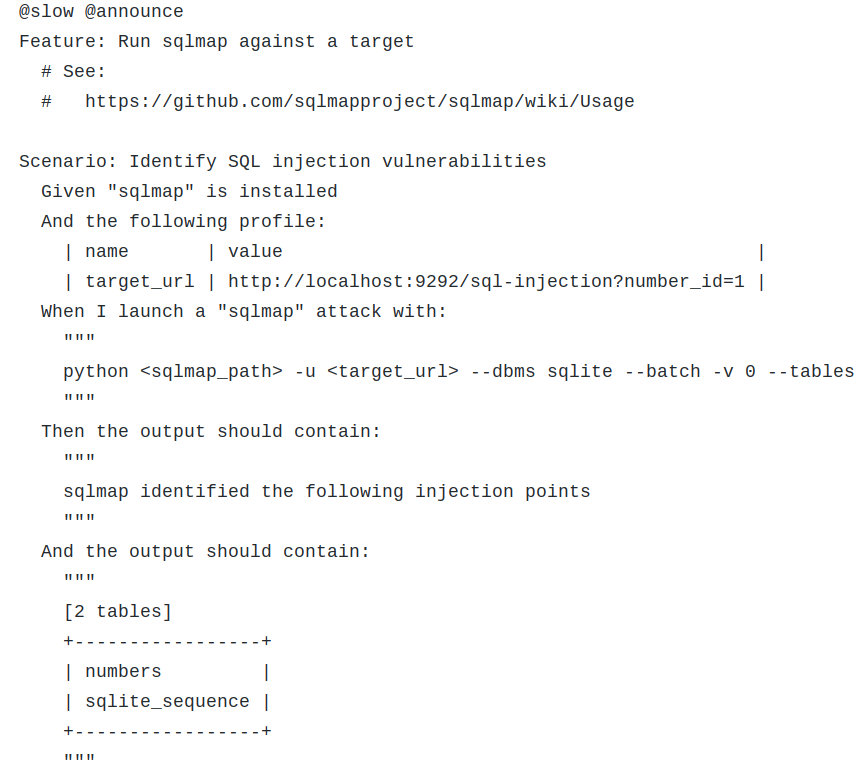 @slow @announce
Feature: Run sqlmap against a target
  # See:
  #   https://github.com/sqlmapproject/sqlmap/wiki/Usage

Scenario: Identify SQL injection vulnerabilities
  Given "sqlmap" is installed
  And the following profile:
    | name       | value                                           |
    | target_url | http://localhost:9292/sql-injection?number_id=1 |
  When I launch a "sqlmap" attack with:
    """
    python <sqlmap_path> -u <target_url> --dbms sqlite --batch -v 0 --tables
    """
  Then the output should contain:
    """
    sqlmap identified the following injection points
    """
  And the output should contain:
    """
    [2 tables]
    +-----------------+
    | numbers         |
    | sqlite_sequence |
    +-----------------+
    """